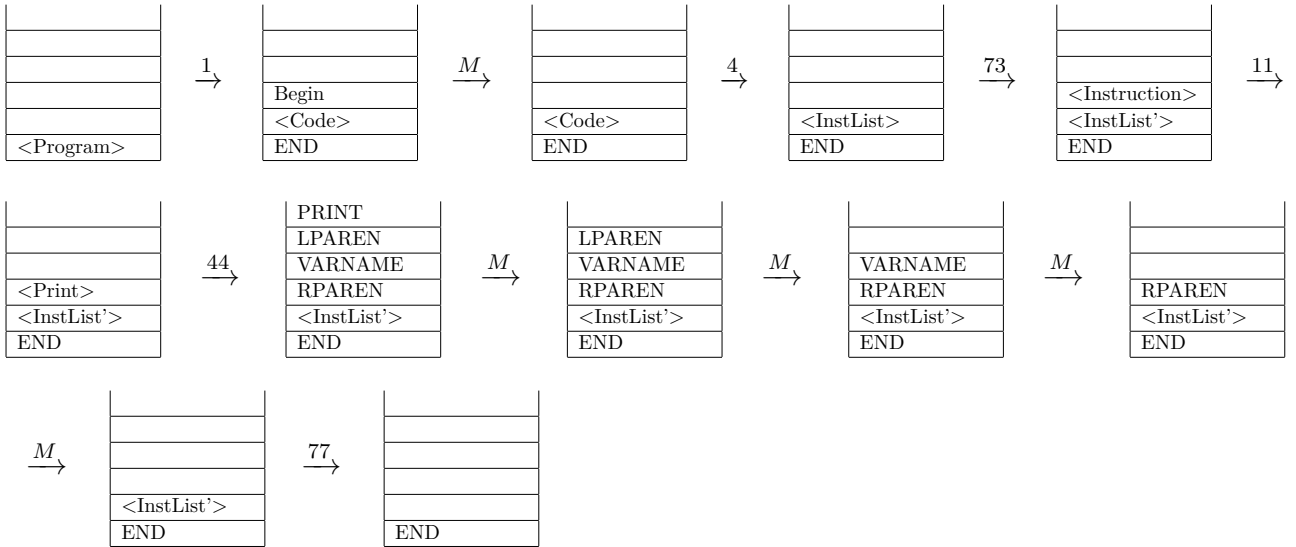 1 M 4 73 11
Begin <Instruction>
<Code> <Code> <InstList> <InstList'>
<Program> END END END END
PRINT
LPAREN LPAREN
44 VARNAME M VARNAME M VARNAME M
<Print> RPAREN RPAREN RPAREN RPAREN
<InstList'> <InstList'> <InstList'> <InstList'> <InstList'>
END END END END END
M 77
<InstList'>
END END